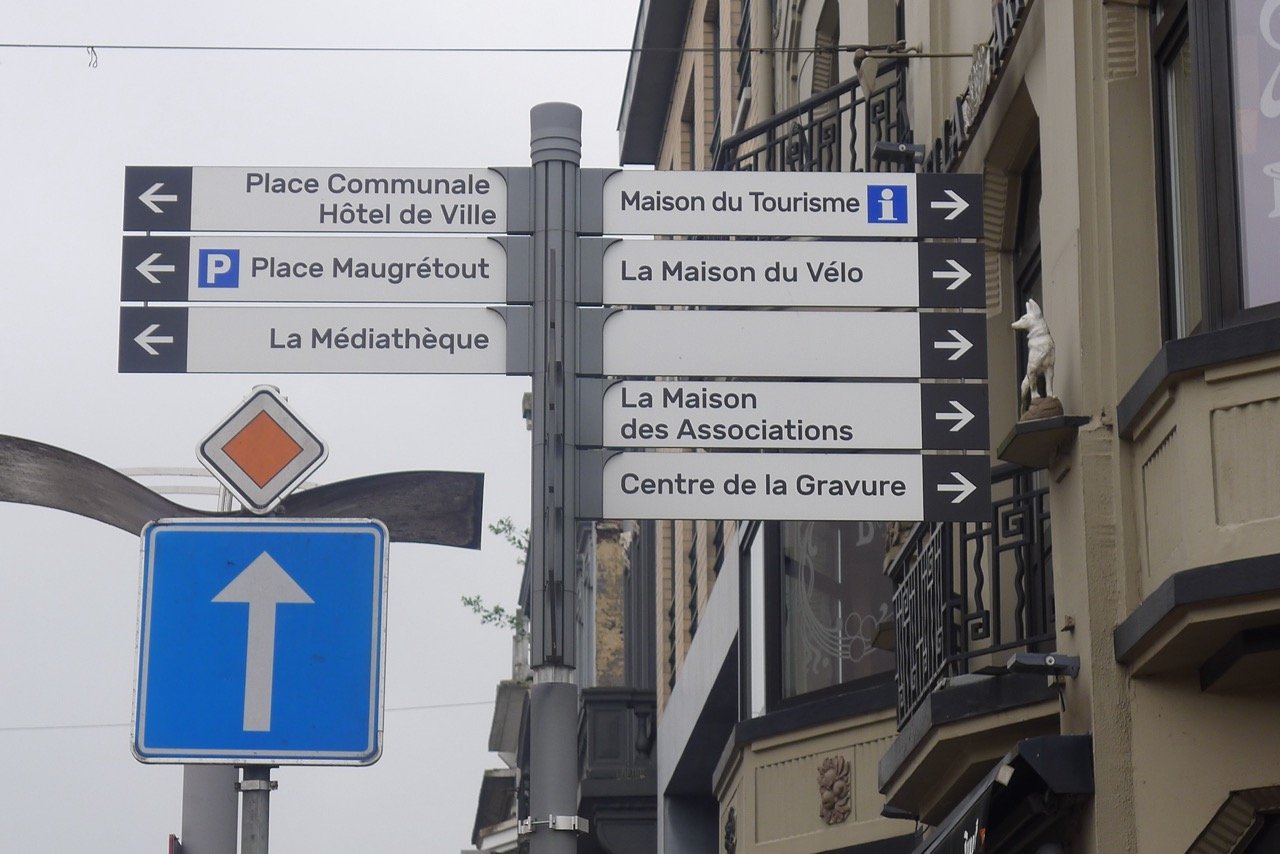 Place Communale
Hôtel de Ville
P Place Maugrétout
La Médiathèque
Maison du Tourisme i
La Maison du Vélo
La Maison
des Associations
Centre de la Gravure